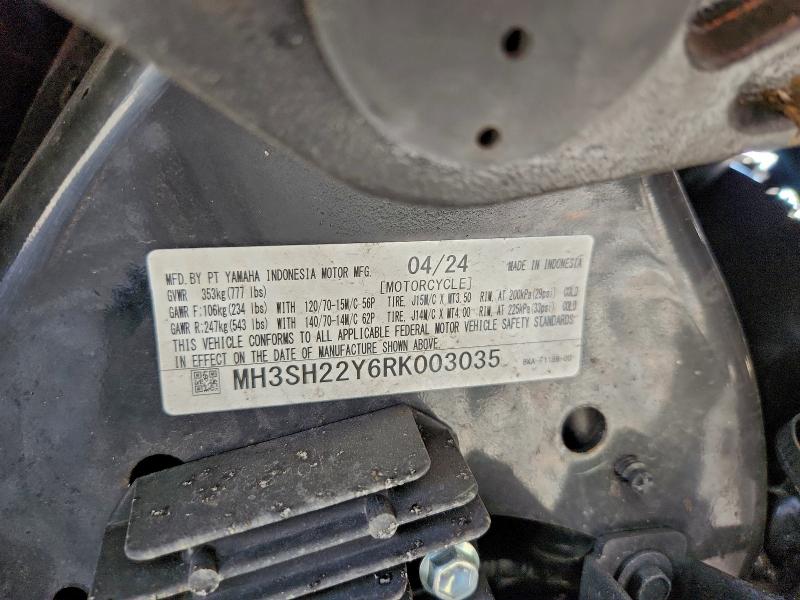 MFD.BY PT YAMAHA INDONESIA MOTOR MFG. 04/24 MADE IN INDONESIA
GVWR 353kg(777 lbs) [MOTORCYCLE]
GAWR F:106kg(234 lbs) WITH 120/70-15M/C 56P TIRE, J15M/C X MT3.50 RIM, AT 200kPa(29psi) COLD
GAWR R:247kg(543 lbs) WITH 140/70-14M/C 62P TIRE, J14M/C X MT4.00 RIM, AT 225kPa(33psi) COLD
THIS VEHICLE CONFORMS TO ALL APPLICABLE FEDERAL MOTOR VEHICLE SAFETY STANDARDS
IN EFFECT ON THE DATE OF MANUFACTURE SHOWN ABOVE.
MH3SH22Y6RK003035